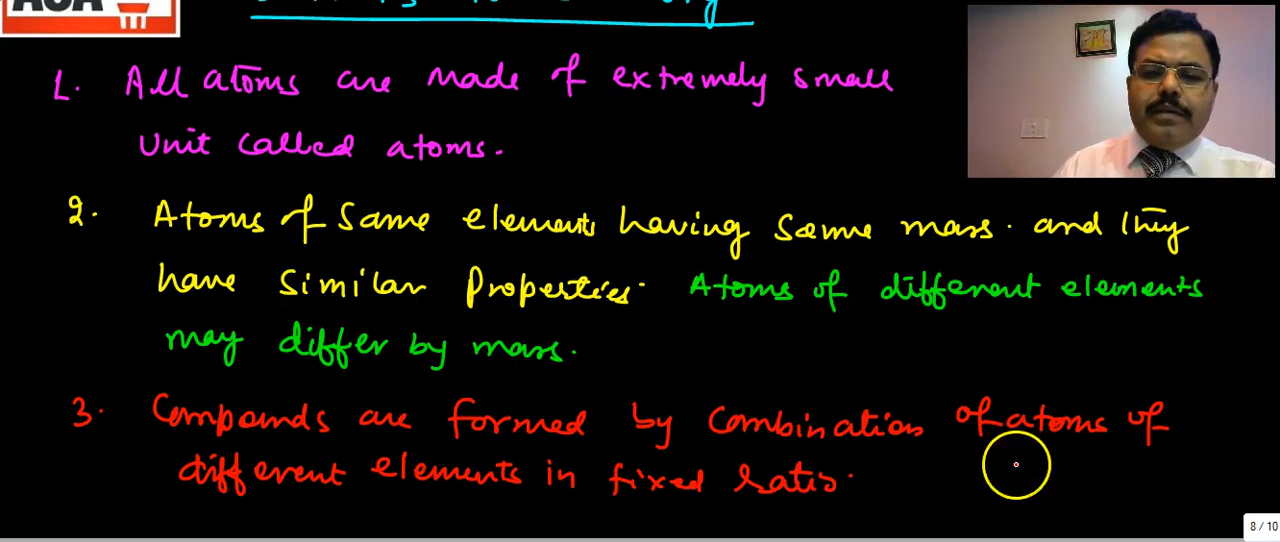 1. All atoms are made of extremely small
unit called atoms.
2. Atoms of same elements having same mass. and they
have similar properties. Atoms of different elements
may differ by mass.
3. Compounds are formed by combination of atoms of
different elements in fixed ratio.
8 / 10